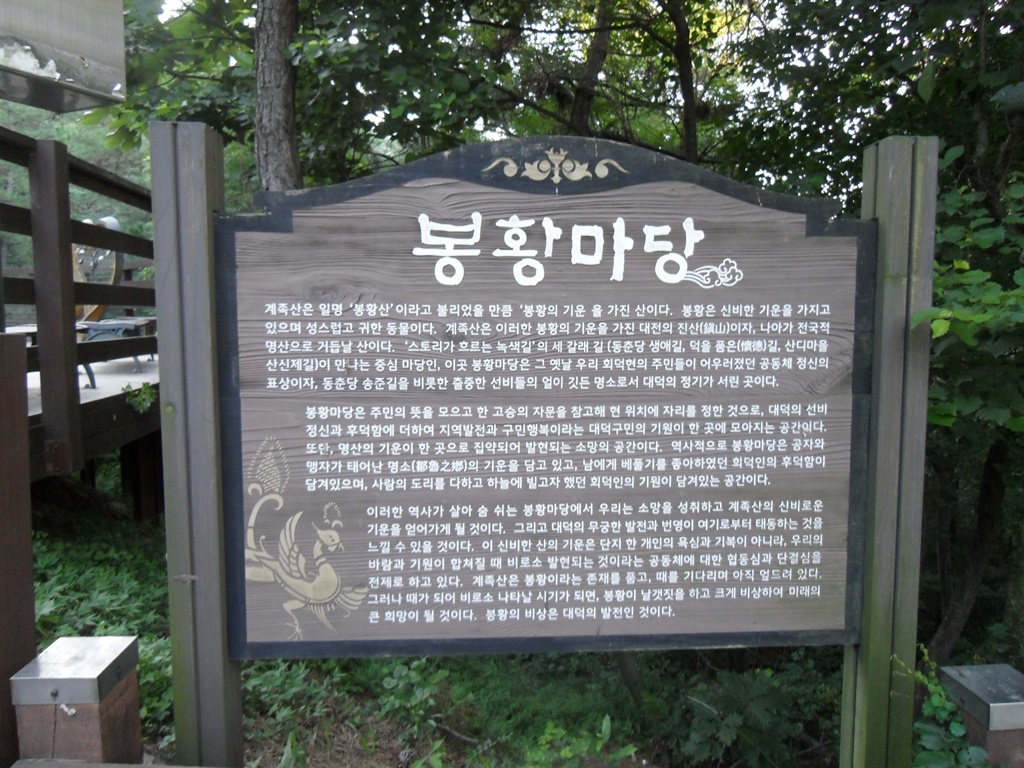 봉황마당
계족산은 일명 '봉황산'이라고 불리었을 만큼 '봉황의 기운 을 가진 산이다. 봉황은 신비한 기운을 가지고
있으며 성스럽고 귀한 동물이다. 계족산은 이러한 봉황의 기운을 가진 대전의 진산(鎭山)이자, 나아가 전국적
명산으로 거듭날 산이다. '스토리가 흐르는 녹색길'의 세 갈래 길 (동춘당 생애길, 덕을 품은(懷德)길, 산디마을
산신제길)이 만 나는 중심 마당인, 이곳 봉황마당은 그 옛날 우리 회덕현의 주민들이 어우러졌던 공동체 정신의
표상이자, 동춘당 송준길을 비롯한 출중한 선비들의 얼이 깃든 명소로서 대덕의 정기가 서린 곳이다.
봉황마당은 주민의 뜻을 모으고 한 고승의 자문을 참고해 현 위치에 자리를 정한 것으로, 대덕의 선비
정신과 후덕함에 더하여 지역발전과 구민행복이라는 대덕구민의 기원이 한 곳에 모아지는 공간이다.
또한, 명산의 기운이 한 곳으로 집약되어 발현되는 소망의 공간이다. 역사적으로 봉황마당은 공자와
맹자가 태어난 명소(鄒魯之鄕)의 기운을 담고 있고, 남에게 베풀기를 좋아하였던 회덕인의 후덕함이
담겨있으며, 사람의 도리를 다하고 하늘에 빌고자 했던 회덕인의 기원이 담겨있는 공간이다.
이러한 역사가 살아 숨 쉬는 봉황마당에서 우리는 소망을 성취하고 계족산의 신비로운
기운을 얻어가게 될 것이다. 그리고 대덕의 무궁한 발전과 번영이 여기로부터 태동하는 것을
느낄 수 있을 것이다. 이 신비한 산의 기운은 단지 한 개인의 욕심과 기복이 아니라, 우리의
바람과 기원이 합쳐질 때 비로소 발현되는 것이라는 공동체에 대한 협동심과 단결심을
전제로 하고 있다. 계족산은 봉황이라는 존재를 품고, 때를 기다리며 아직 엎드려 있다.
그러나 때가 되어 비로소 나타날 시기가 되면, 봉황이 날갯짓을 하고 크게 비상하여 미래의
큰 희망이 될 것이다. 봉황의 비상은 대덕의 발전인 것이다.